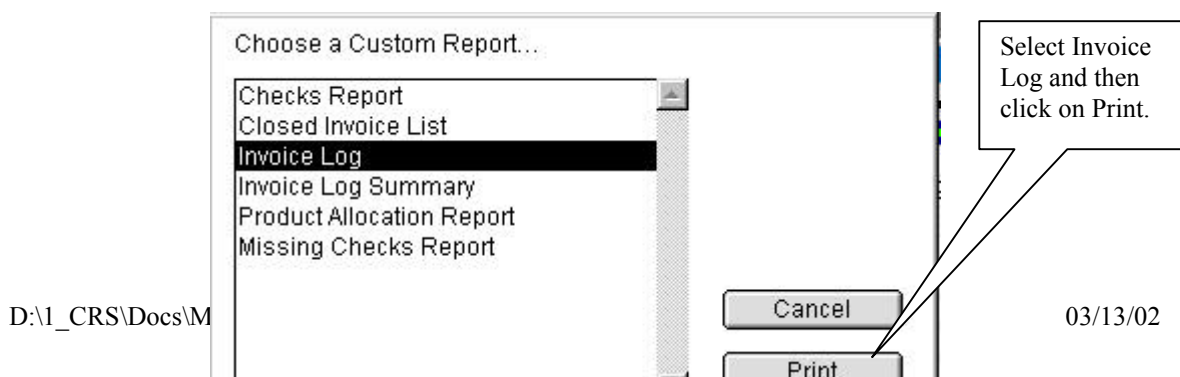 Choose a Custom Report...
Checks Report
Closed Invoice List
Invoice Log
Invoice Log Summary
Product Allocation Report
Missing Checks Report
Cancel
Print
Select Invoice
Log and then
click on Print.
D:\1_CRS\Docs\M
03/13/02